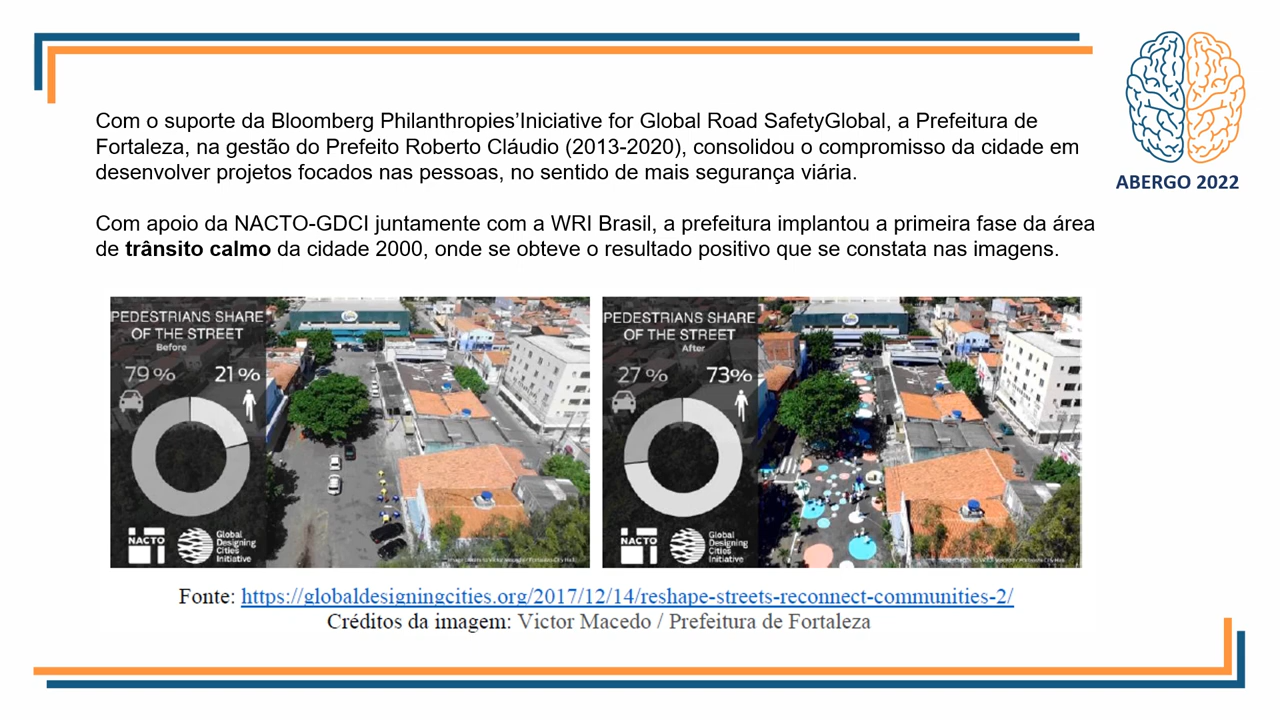 Com o suporte da Bloomberg Philanthropies’Iniciative for Global Road SafetyGlobal, a Prefeitura de
Fortaleza, na gestão do Prefeito Roberto Cláudio (2013-2020), consolidou o compromisso da cidade em
desenvolver projetos focados nas pessoas, no sentido de mais segurança viária.
ABERGO 2022
Com apoio da NACTO-GDCI juntamente com a WRI Brasil, a prefeitura implantou a primeira fase da área
de trânsito calmo da cidade 2000, onde se obteve o resultado positivo que se constata nas imagens.
PEDESTRIANS SHARE
OF THE STREET
Before
79 %
21 %
NACTO
Global
Designing
Cities
Initiative
PEDESTRIANS SHARE
OF THE STREET
After
27 %
73%
NACTO
Global
Designing
Cities
Initiative
Fonte: https://globaldesigningcities.org/2017/12/14/reshape-streets-reconnect-communities-2/
Créditos da imagem: Victor Macedo / Prefeitura de Fortaleza